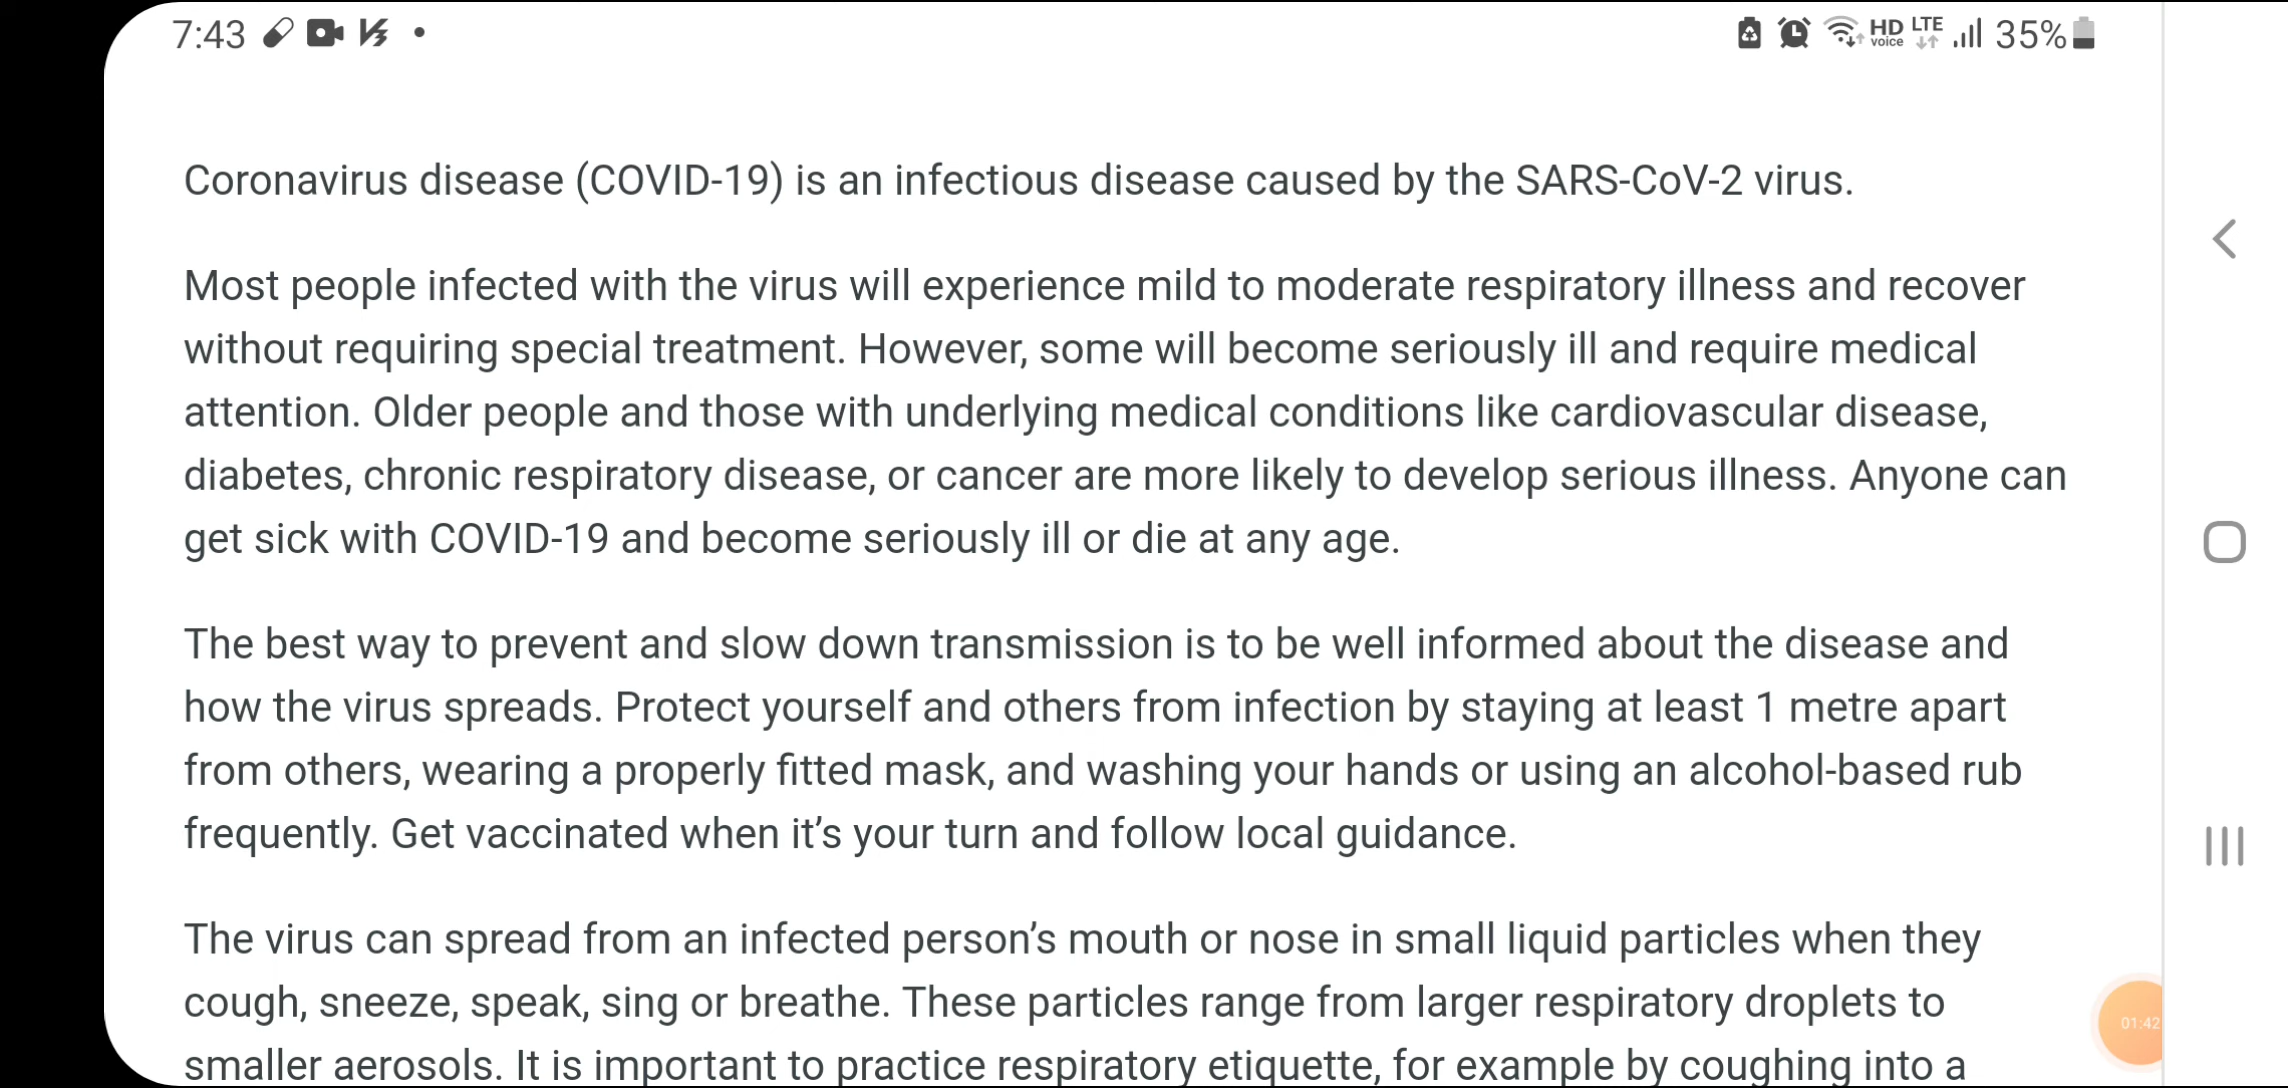 7:43
HD voice LTE 35%
Coronavirus disease (COVID-19) is an infectious disease caused by the SARS-CoV-2 virus.
Most people infected with the virus will experience mild to moderate respiratory illness and recover
without requiring special treatment. However, some will become seriously ill and require medical
attention. Older people and those with underlying medical conditions like cardiovascular disease,
diabetes, chronic respiratory disease, or cancer are more likely to develop serious illness. Anyone can
get sick with COVID-19 and become seriously ill or die at any age.
The best way to prevent and slow down transmission is to be well informed about the disease and
how the virus spreads. Protect yourself and others from infection by staying at least 1 metre apart
from others, wearing a properly fitted mask, and washing your hands or using an alcohol-based rub
frequently. Get vaccinated when it’s your turn and follow local guidance.
The virus can spread from an infected person’s mouth or nose in small liquid particles when they
cough, sneeze, speak, sing or breathe. These particles range from larger respiratory droplets to
smaller aerosols. It is important to practice respiratory etiquette, for example by coughing into a
01:42